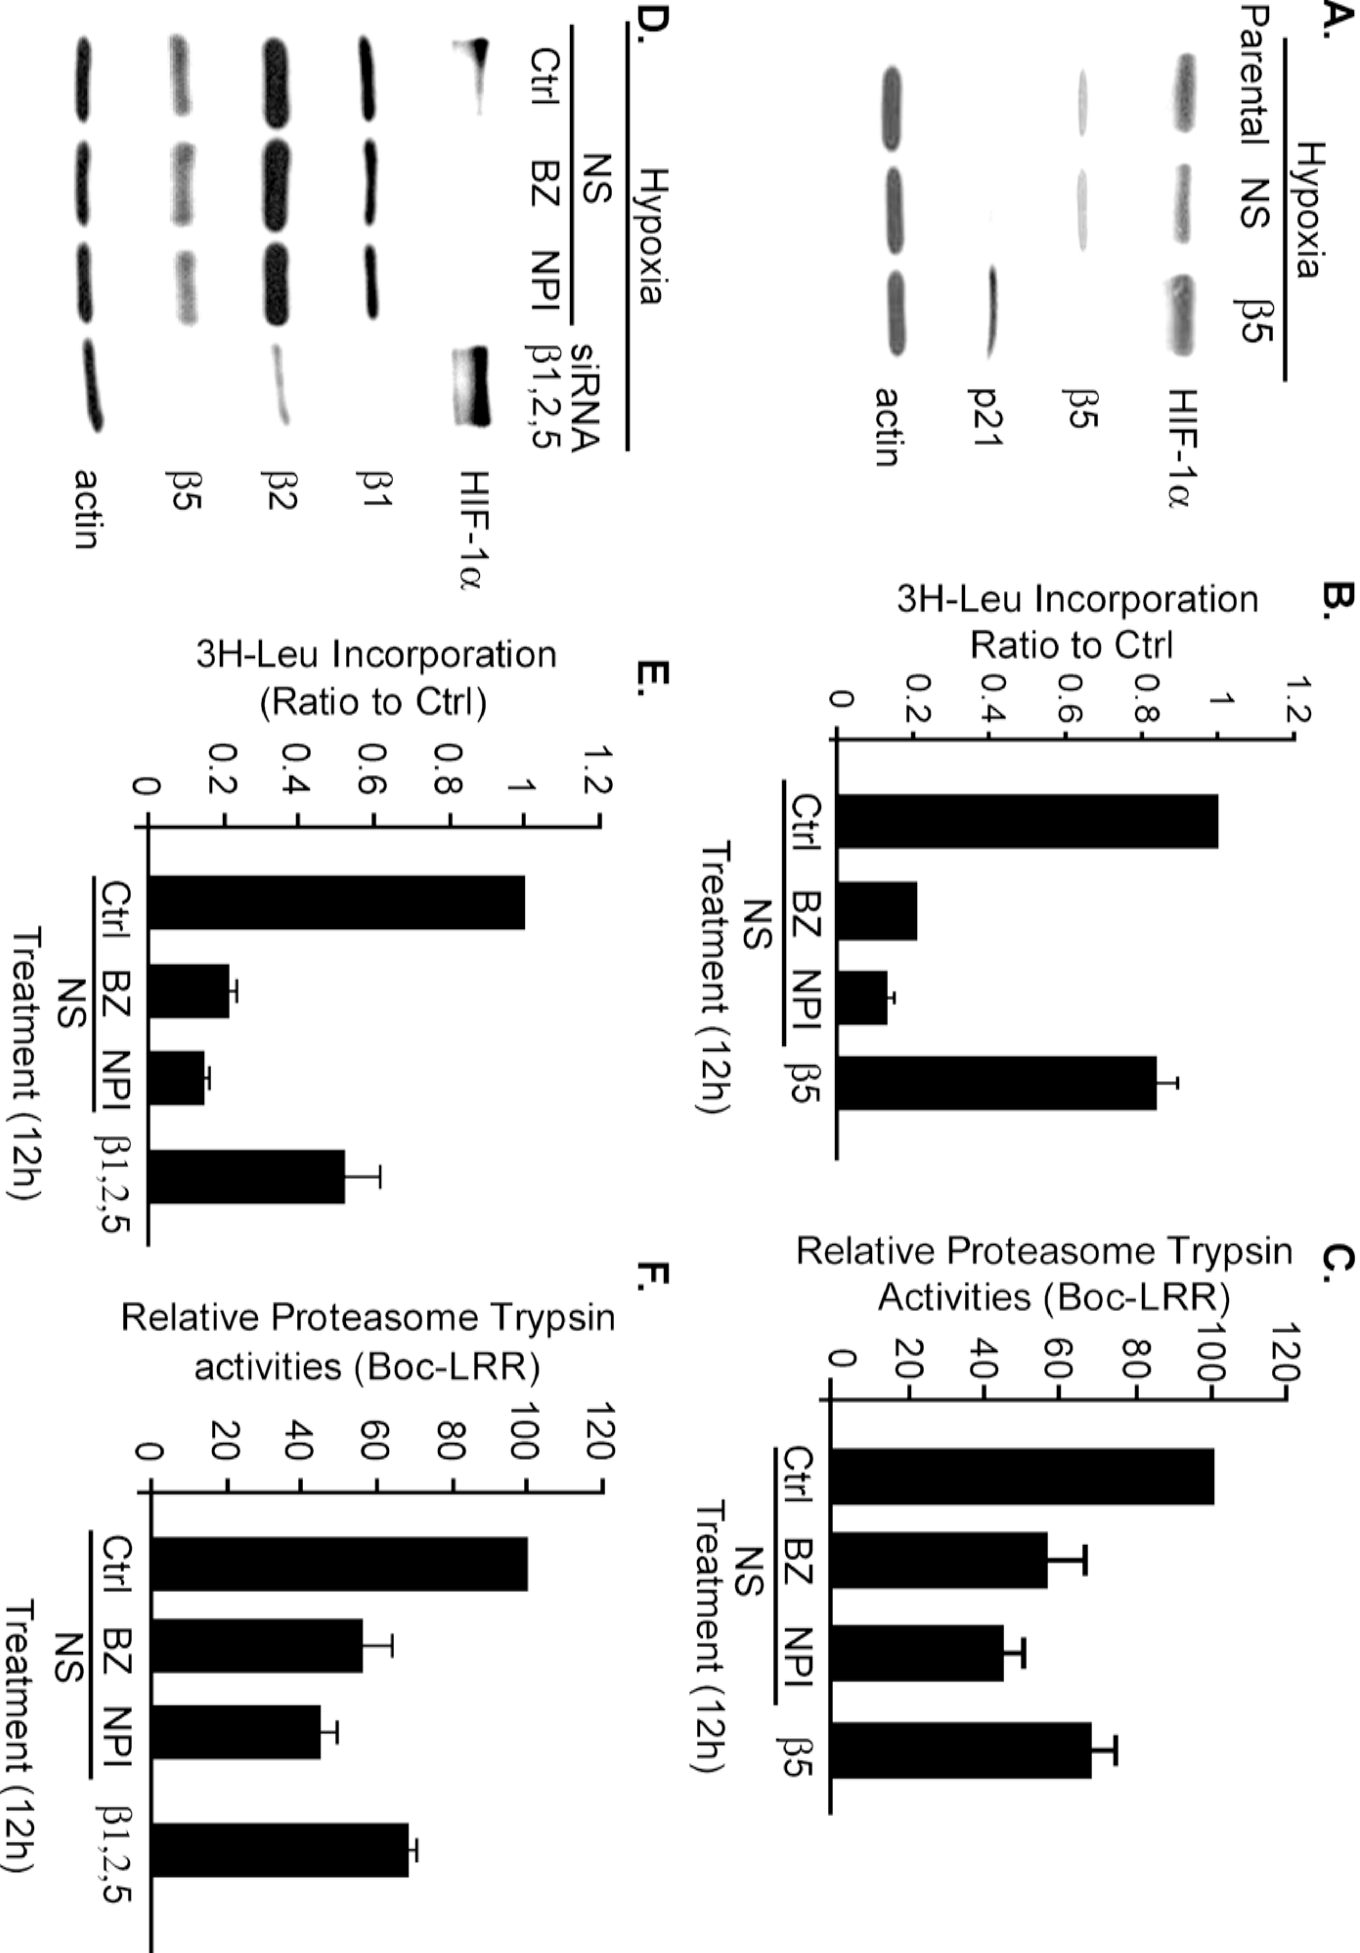 A.
Hypoxia
Parental NS β5
HIF-1α
β5
p21
actin
B.
3H-Leu Incorporation
Ratio to Ctrl
1.2
1
0.8
0.6
0.4
0.2
0
Ctrl BZ NPI β5
NS
Treatment (12h)
C.
Relative Proteasome Trypsin
Activities (Boc-LRR)
120
100
80
60
40
20
0
Ctrl BZ NPI β5
NS
Treatment (12h)
D.
Hypoxia
NS siRNA
Ctrl BZ NPI β1,2,5
HIF-1α
β1
β2
β5
actin
E.
3H-Leu Incorporation
(Ratio to Ctrl)
1.2
1
0.8
0.6
0.4
0.2
0
Ctrl BZ NPI β1,2,5
NS
Treatment (12h)
F.
Relative Proteasome Trypsin
activities (Boc-LRR)
120
100
80
60
40
20
0
Ctrl BZ NPI β1,2,5
NS
Treatment (12h)